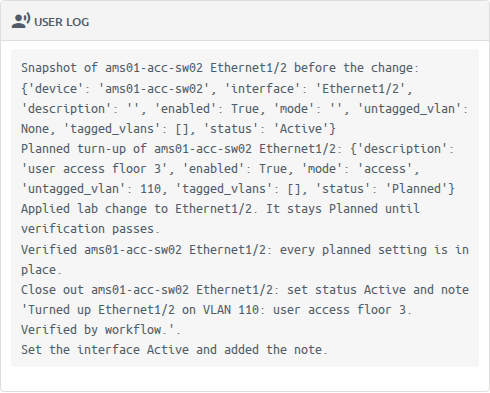 USER LOG
Snapshot of ams01-acc-sw02 Ethernet1/2 before the change:
{'device': 'ams01-acc-sw02', 'interface': 'Ethernet1/2',
'description': '', 'enabled': True, 'mode': '', 'untagged_vlan':
None, 'tagged_vlans': [], 'status': 'Active'}
Planned turn-up of ams01-acc-sw02 Ethernet1/2: {'description':
'user access floor 3', 'enabled': True, 'mode': 'access',
'untagged_vlan': 110, 'tagged_vlans': [], 'status': 'Planned'}
Applied lab change to Ethernet1/2. It stays Planned until
verification passes.
Verified ams01-acc-sw02 Ethernet1/2: every planned setting is in
place.
Close out ams01-acc-sw02 Ethernet1/2: set status Active and note
'Turned up Ethernet1/2 on VLAN 110: user access floor 3.
Verified by workflow.'.
Set the interface Active and added the note.